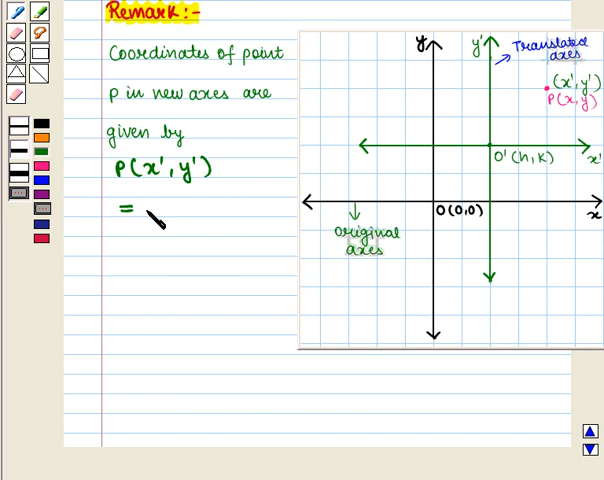 Remark:-
Coordinates of point
P in new axes are
given by
P(x', y')
=
y
y'
Translated
axes
(x', y')
P(x, y)
O'(h, k)
x'
O(0,0)
x
original
axes